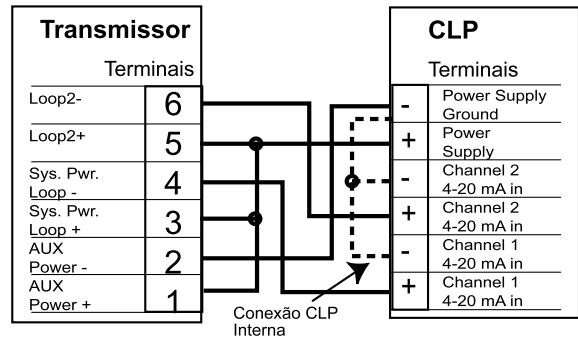 Transmissor
Terminais
Loop2-
6
Loop2+
5
Sys. Pwr.
Loop -
4
Sys. Pwr.
Loop +
3
AUX
Power -
2
AUX
Power +
1
CLP
Terminais
-
Power Supply
Ground
+
Power
Supply
-
Channel 2
4-20 mA in
+
Channel 2
4-20 mA in
-
Channel 1
4-20 mA in
+
Channel 1
4-20 mA in
Conexão CLP
Interna